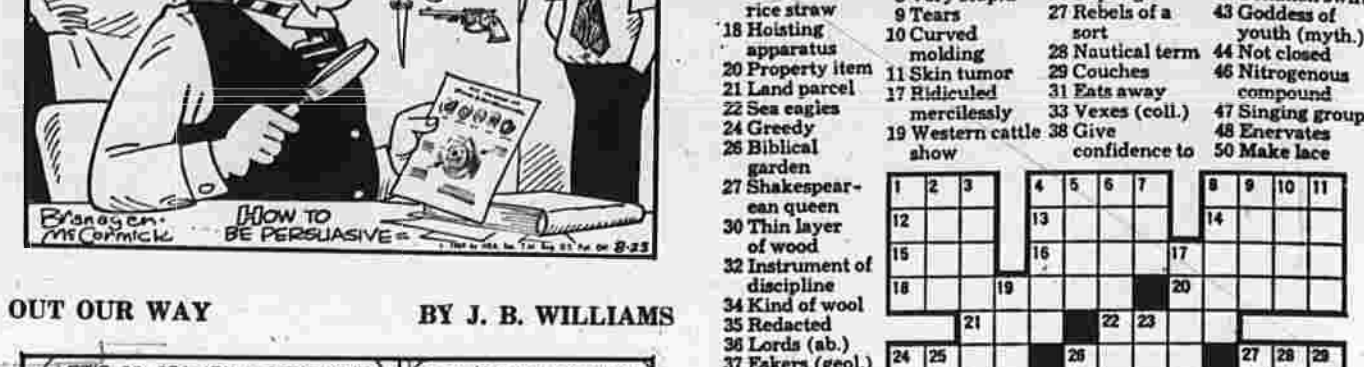 Branagen-
McCormick
HOW TO
BE PERSUASIVE=
8-25
OUT OUR WAY
BY J. B. WILLIAMS
rice straw
18 Hoisting
apparatus
20 Property item
21 Land parcel
22 Sea eagles
24 Greedy
26 Biblical
garden
27 Shakespear-
ean queen
30 Thin layer
of wood
32 Instrument of
discipline
34 Kind of wool
35 Redacted
36 Lords (ab.)
37 Fakers (geol.)
9 Tears
10 Curved
molding
11 Skin tumor
17 Ridiculed
mercilessly
19 Western cattle
show
27 Rebels of a
sort
28 Nautical term
29 Couches
31 Eats away
33 Vexes (coll.)
38 Give
confidence to
43 Goddess of
youth (myth.)
44 Not closed
46 Nitrogenous
compound
47 Singing group
48 Enervates
50 Make lace
1 2 3 4 5 6 7 8 9 10 11
12 13 14
15 16 17
18 19 20
21 22 23
24 25 26 27 28 29